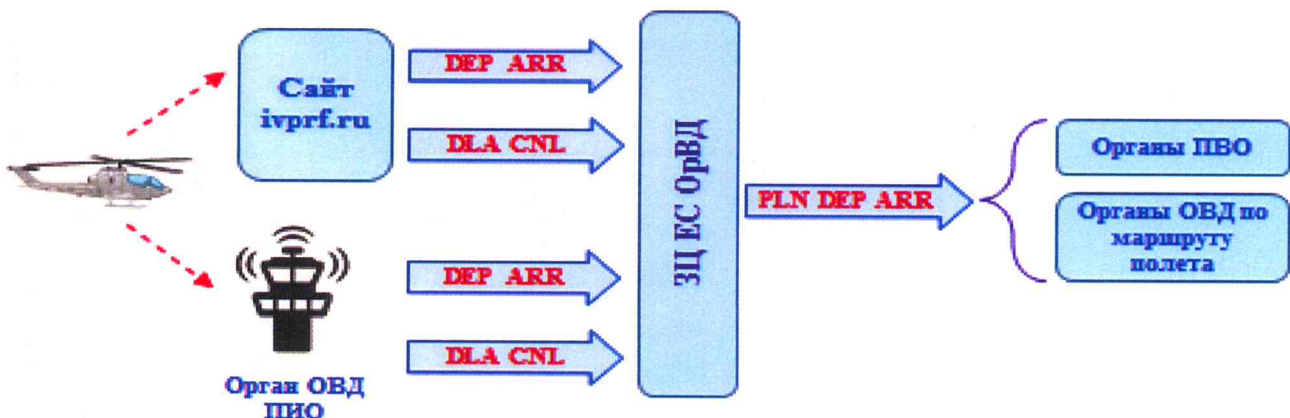 Сайт
ivprf.ru
DEP ARR
DLA CNL
Орган ОВД
ПИО
DEP ARR
DLA CNL
ЗЦ ЕС ОрВД
PLN DEP ARR
Органы ПВО
Органы ОВД по
маршруту
полета